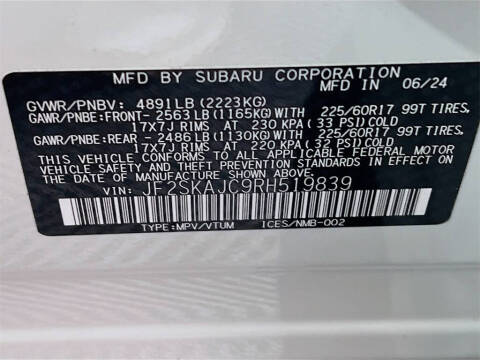 MFD BY SUBARU CORPORATION
MFD IN 06/24
GVWR/PNBV: 4891LB(2223KG)
GAWR/PNBE:FRONT- 2563LB(1165KG)WITH 225/60R17 99T TIRES.
17X7J RIMS AT 230 KPA(33 PSI)COLD
GAWR/PNBE:REAR - 2486LB(1130KG)WITH 225/60R17 99T TIRES.
17X7J RIMS AT 220 KPA(32 PSI)COLD
THIS VEHICLE CONFORMS TO ALL APPLICABLE FEDERAL MOTOR
VEHICLE SAFETY AND THEFT PREVENTION STANDARDS IN EFFECT ON
THE DATE OF MANUFACTURE SHOWN ABOVE.
VIN: JF2SKAJC9RH519839
TYPE:MPV/VTUM ICES/NMB-002